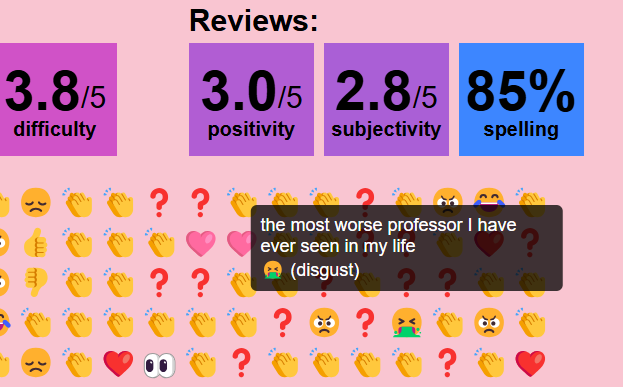 Reviews:
3.8/5
difficulty
3.0/5
positivity
2.8/5
subjectivity
85%
spelling
the most worse professor I have
ever seen in my life
🤮 (disgust)